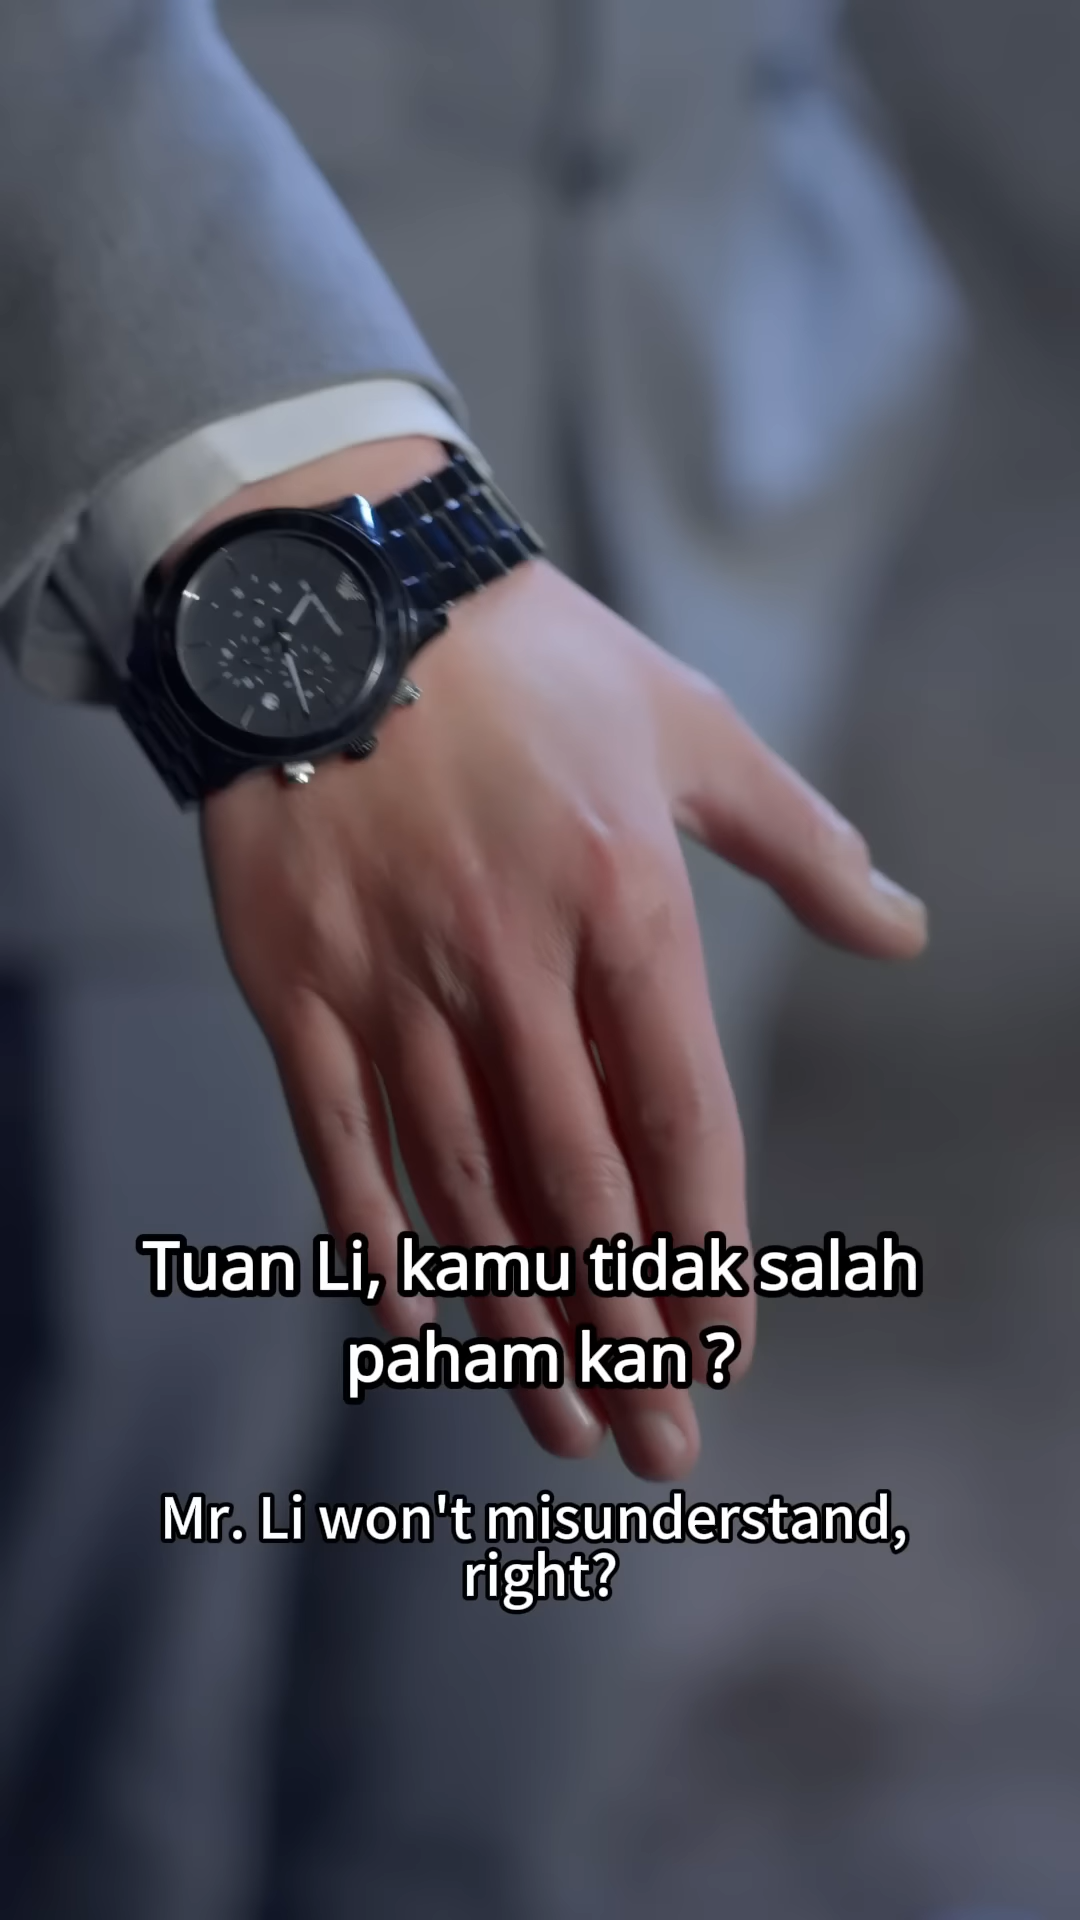 Tuan Li, kamu tidak salah
paham kan ?
Mr. Li won't misunderstand,
right?